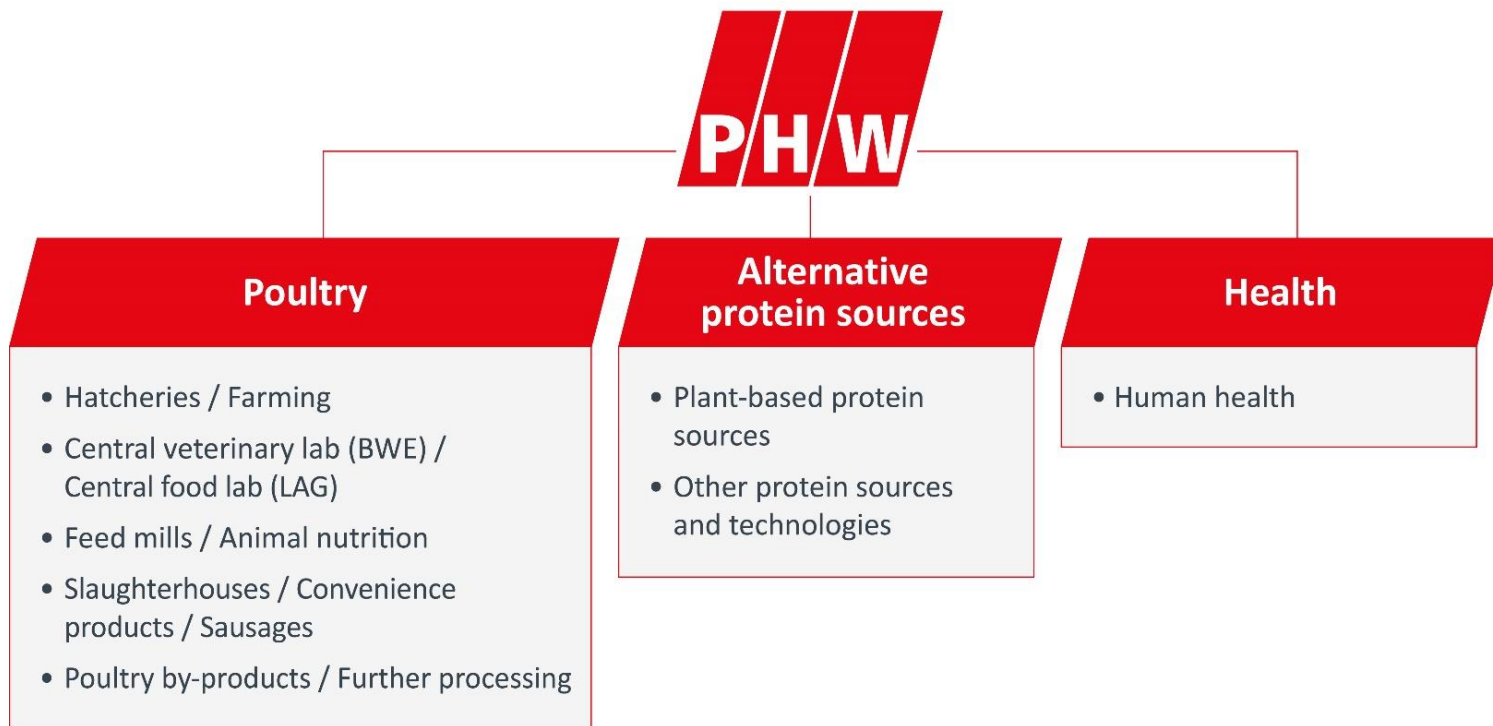 PHW
Poultry
• Hatcheries / Farming
• Central veterinary lab (BWE) /
Central food lab (LAG)
• Feed mills / Animal nutrition
• Slaughterhouses / Convenience
products / Sausages
• Poultry by-products / Further processing
Alternative
protein sources
• Plant-based protein
sources
• Other protein sources
and technologies
Health
• Human health